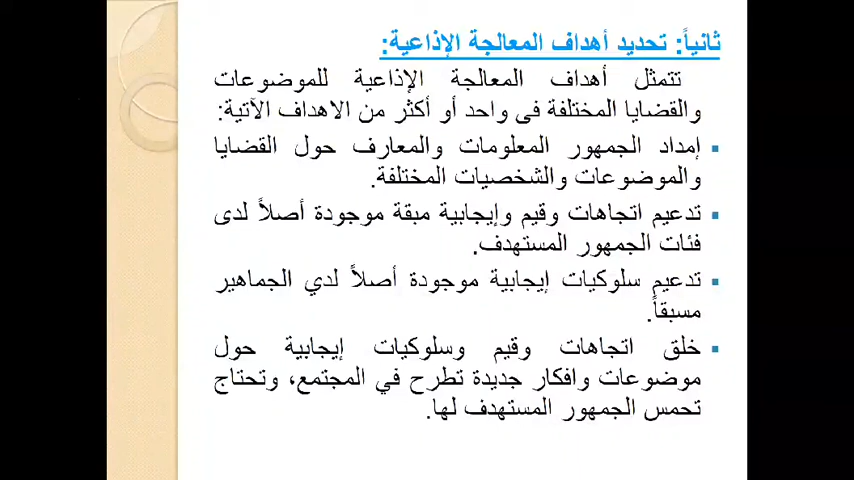 ثانياً: تحديد أهداف المعالجة الإذاعية:
تتمثل أهداف المعالجة الإذاعية للموضوعات
والقضايا المختلفة فى واحد أو أكثر من الاهداف الآتية:
▪ إمداد الجمهور المعلومات والمعارف حول القضايا
والموضوعات والشخصيات المختلفة.
▪ تدعيم اتجاهات وقيم وإيجابية مبقة موجودة أصلاً لدى
فئات الجمهور المستهدف.
▪ تدعيم سلوكيات إيجابية موجودة أصلاً لدي الجماهير
مسبقاً.
▪ خلق اتجاهات وقيم وسلوكيات إيجابية حول
موضوعات وافكار جديدة تطرح في المجتمع، وتحتاج
تحمس الجمهور المستهدف لها.